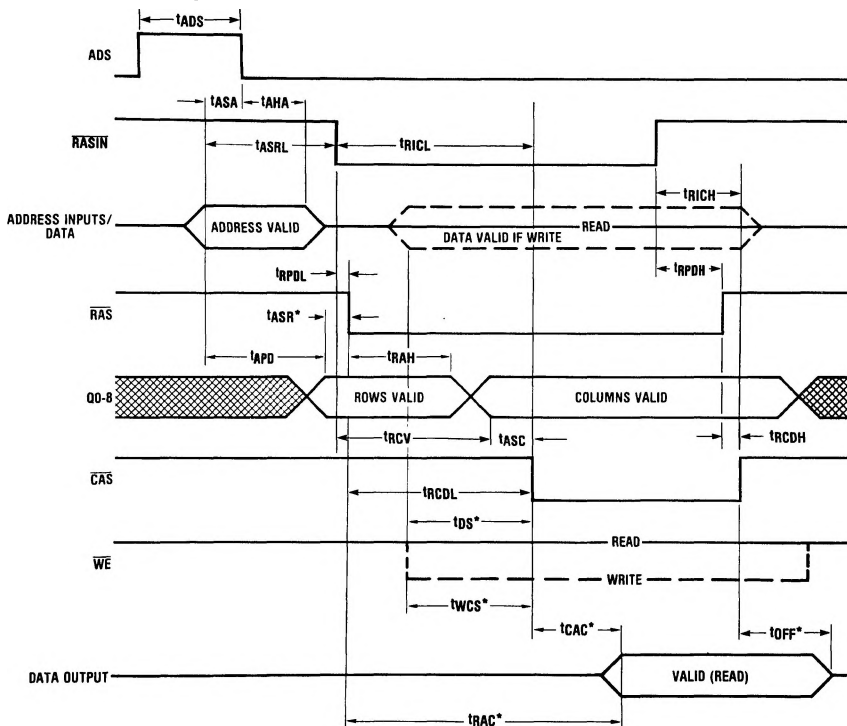 tADS
ADS
tASA
tAHA
RASIN
tASRL
tRICL
tRICH
ADDRESS INPUTS/
DATA
ADDRESS VALID
READ
DATA VALID IF WRITE
tRPDL
tRPDH
RAS
tASR*
tAPD
tRAH
Q0-8
ROWS VALID
COLUMNS VALID
tRCV
tASC
tRCDH
CAS
tRCDL
tDS*
READ
WE
WRITE
tWCS*
tCAC*
tOFF*
DATA OUTPUT
VALID (READ)
tRAC*